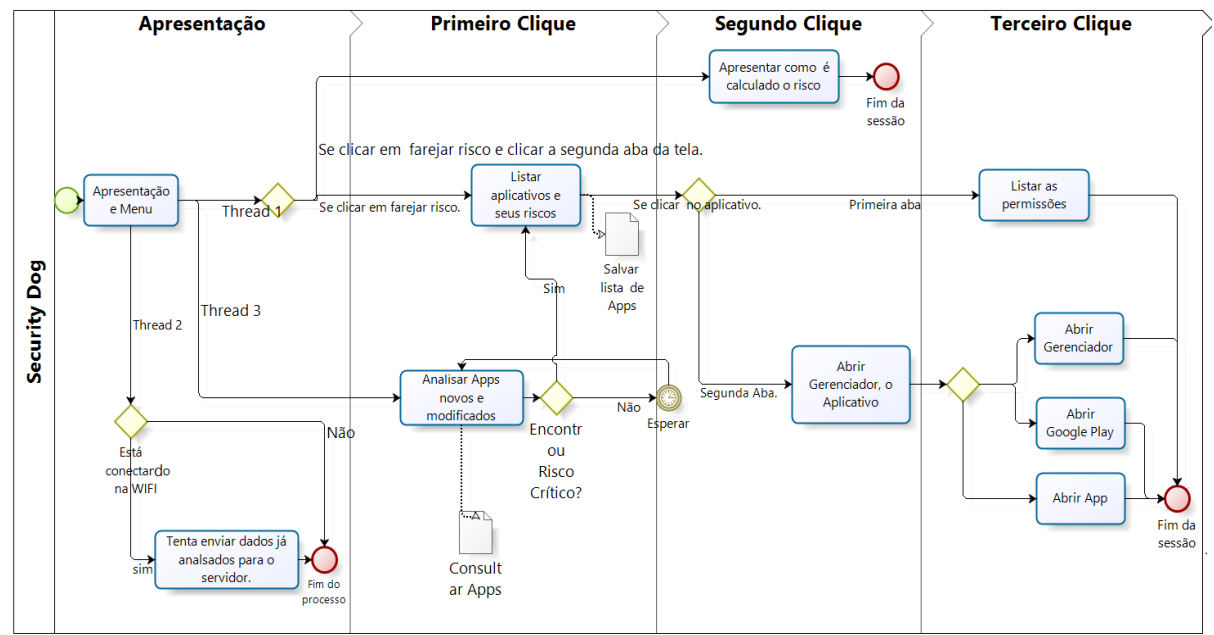 Apresentação
Primeiro Clique
Segundo Clique
Terceiro Clique
Security Dog
Apresentar como é
calculado o risco
Fim da
sessão
Se clicar em farejar risco e clicar a segunda aba da tela.
Apresentação
e Menu
Thread 1
Se clicar em farejar risco.
Listar
aplicativos e
seus riscos
Se clicar no aplicativo.
Primeira aba
Listar as
permissões
Salvar
lista de
Apps
Sim
Thread 2
Thread 3
Analisar Apps
novos e
modificados
Não
Esperar
Segunda Aba.
Abrir
Gerenciador, o
Aplicativo
Abrir
Gerenciador
Abrir
Google Play
Abrir App
Fim da
sessão
Encontr
ou
Risco
Crítico?
Não
Está
conectando
na WIFI
sim
Tenta enviar dados já
analsados para o
servidor.
Fim do
processo
Consult
ar Apps